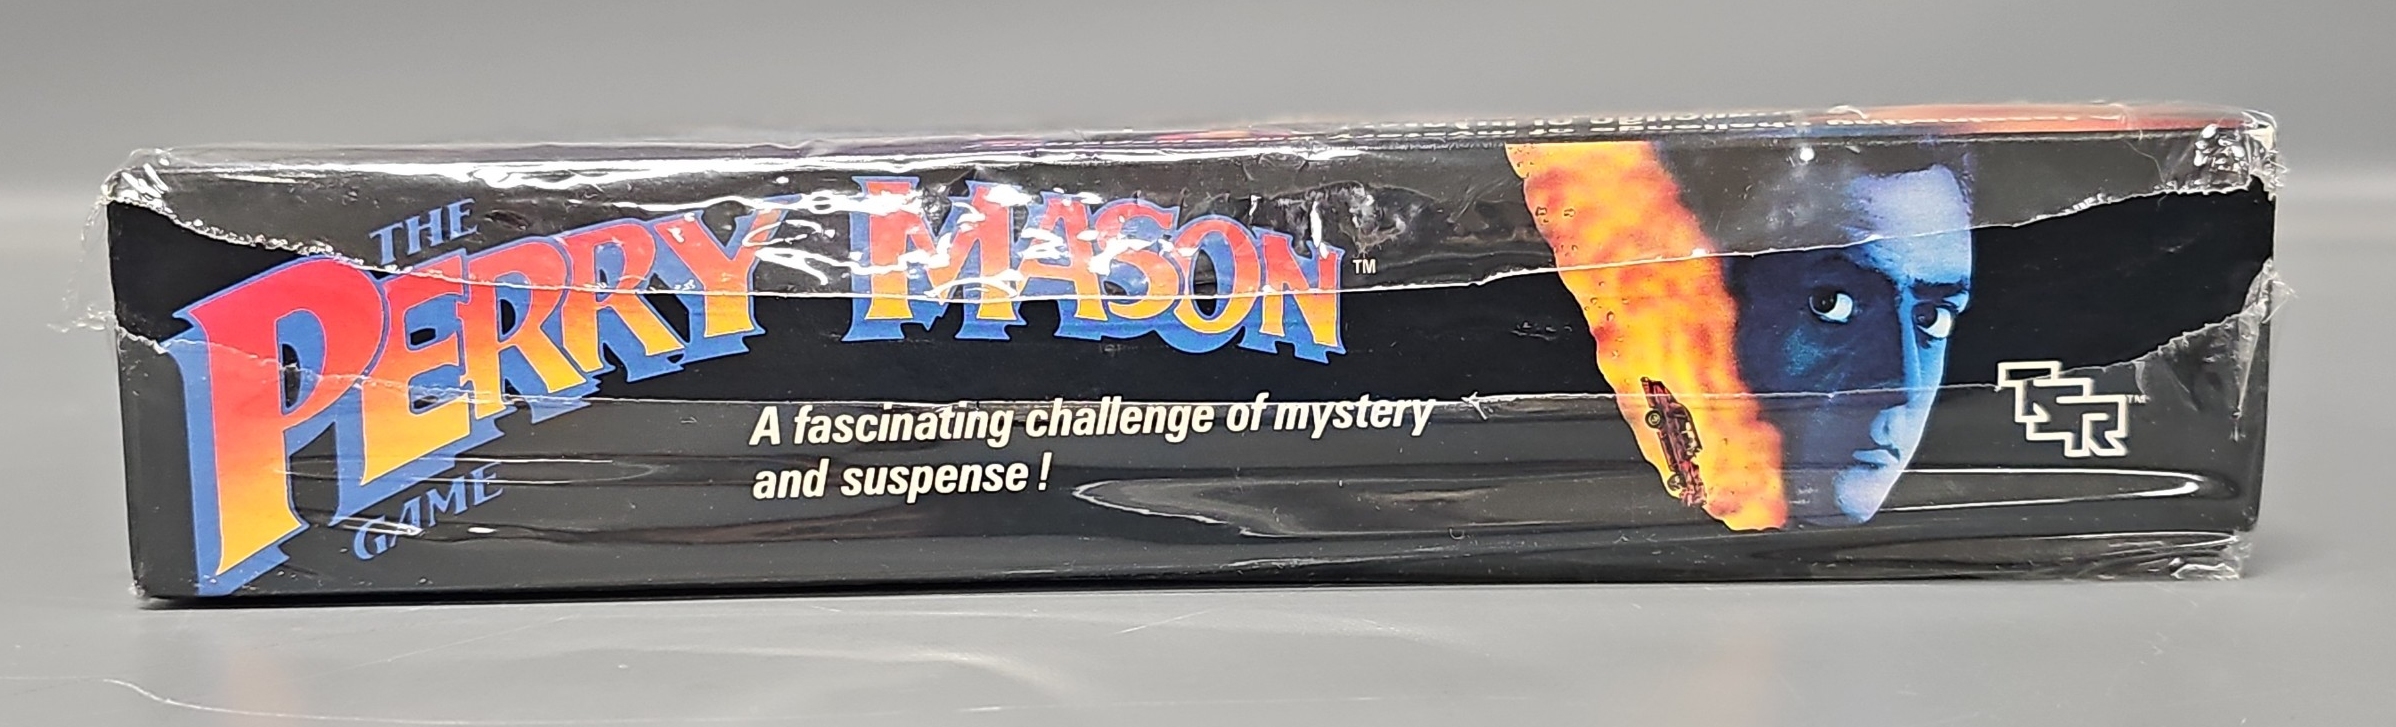 THE
PERRY MASON™
GAME
A fascinating challenge of mystery
and suspense!
TSR™